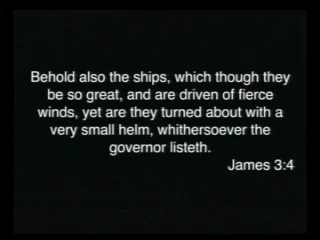 Behold also the ships, which though they
be so great, and are driven of fierce
winds, yet are they turned about with a
very small helm, whithersoever the
governor listeth.
James 3:4